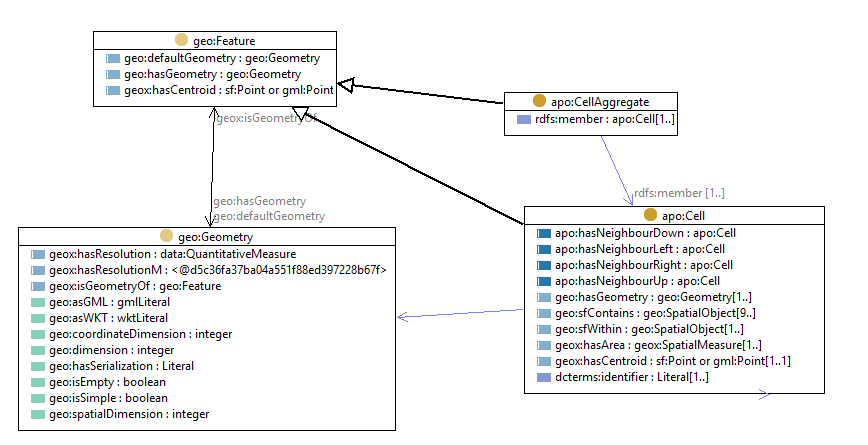 geo:Feature
geo:defaultGeometry : geo:Geometry
geo:hasGeometry : geo:Geometry
geox:hasCentroid : sf:Point or gml:Point
apo:CellAggregate
rdfs:member : apo:Cell[1..]
geox:isGeometryOf
rdfs:member [1..]
geo:hasGeometry
geo:defaultGeometry
apo:Cell
apo:hasNeighbourDown : apo:Cell
apo:hasNeighbourLeft : apo:Cell
apo:hasNeighbourRight : apo:Cell
apo:hasNeighbourUp : apo:Cell
geo:hasGeometry : geo:Geometry[1..]
geo:sfContains : geo:SpatialObject[9..]
geo:sfWithin : geo:SpatialObject[1..]
geox:hasArea : geox:SpatialMeasure[1..]
geox:hasCentroid : sf:Point or gml:Point[1..1]
dcterms:identifier : Literal[1..]
geo:Geometry
geox:hasResolution : data:QuantitativeMeasure
geox:hasResolutionM : <@d5c36fa37ba04a551f88ed397228b67f>
geox:isGeometryOf : geo:Feature
geo:asGML : gmlLiteral
geo:asWKT : wktLiteral
geo:coordinateDimension : integer
geo:dimension : integer
geo:hasSerialization : Literal
geo:isEmpty : boolean
geo:isSimple : boolean
geo:spatialDimension : integer